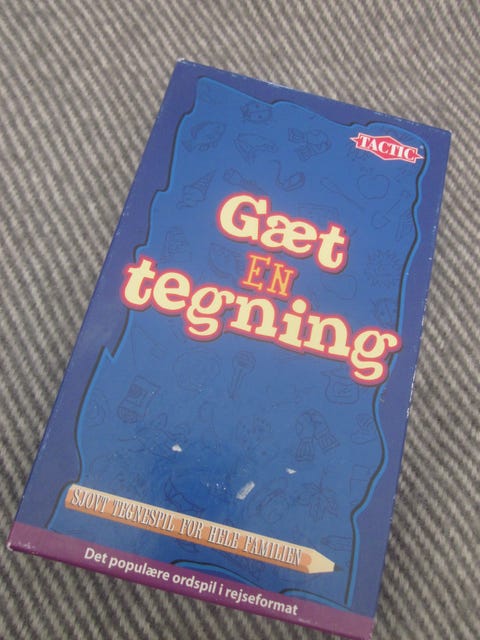 TACTIC
Gæt
EN
tegning
SJOVT TEGNESPIL FOR HELE FAMILIEN
Det populære ordspil i rejseformat